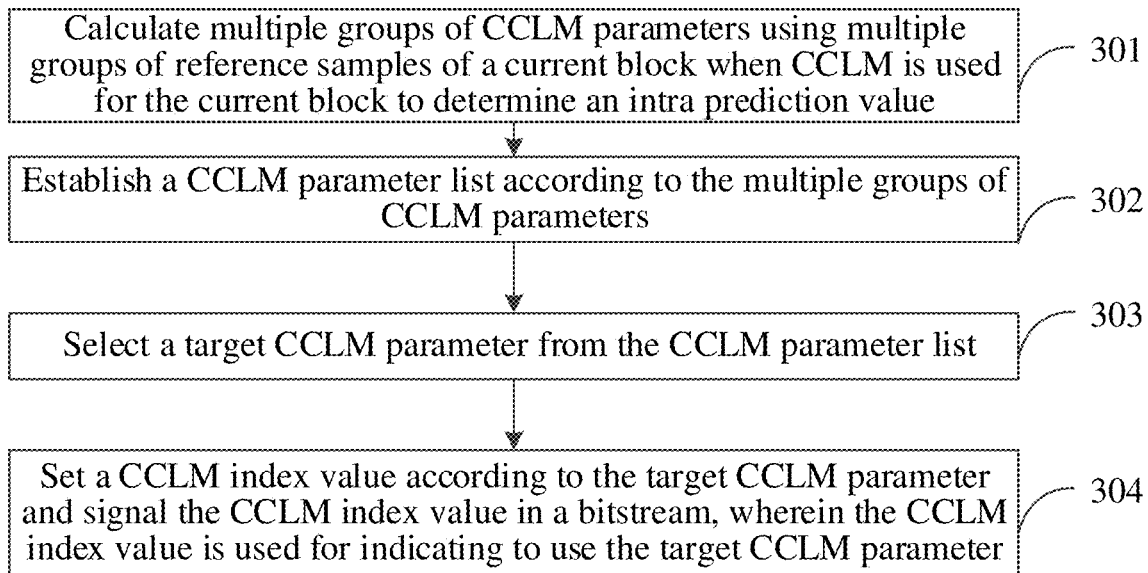 Calculate multiple groups of CCLM parameters using multiple
groups of reference samples of a current block when CCLM is used
for the current block to determine an intra prediction value
301
Establish a CCLM parameter list according to the multiple groups of
CCLM parameters
302
Select a target CCLM parameter from the CCLM parameter list
303
Set a CCLM index value according to the target CCLM parameter
and signal the CCLM index value in a bitstream, wherein the CCLM
index value is used for indicating to use the target CCLM parameter
304